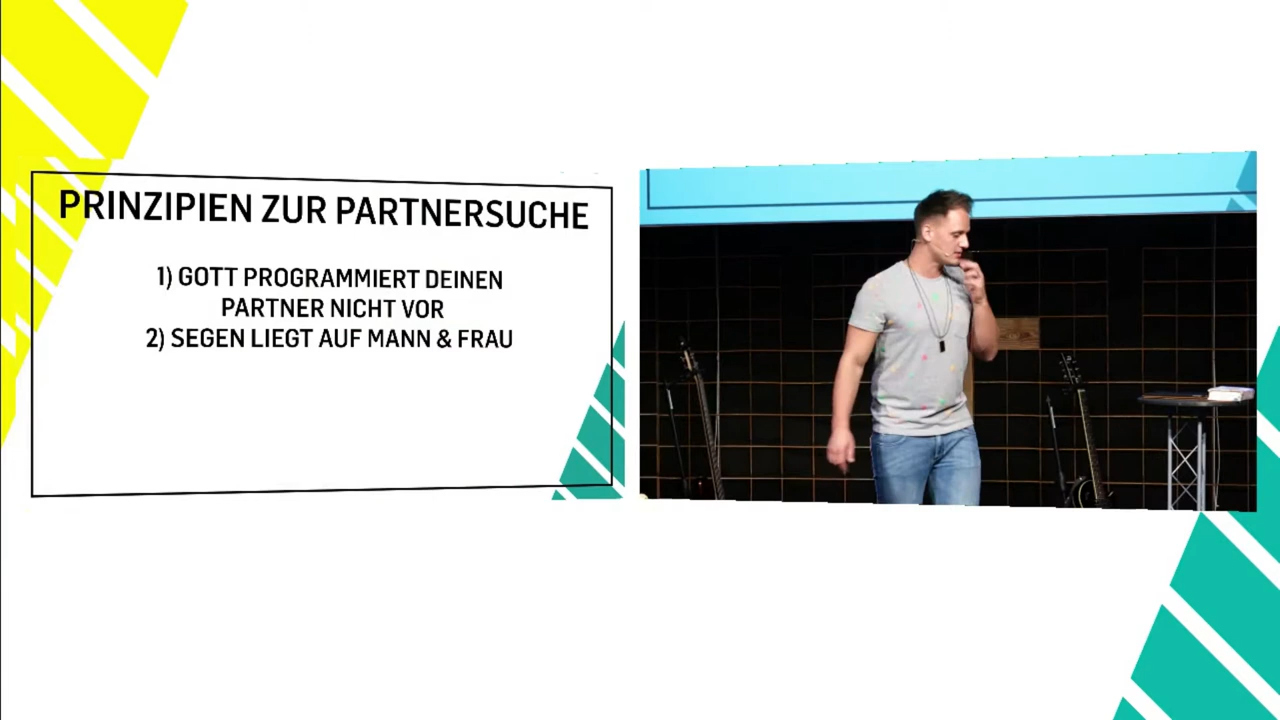 PRINZIPIEN ZUR PARTNERSUCHE
1) GOTT PROGRAMMIERT DEINEN
PARTNER NICHT VOR
2) SEGEN LIEGT AUF MANN & FRAU